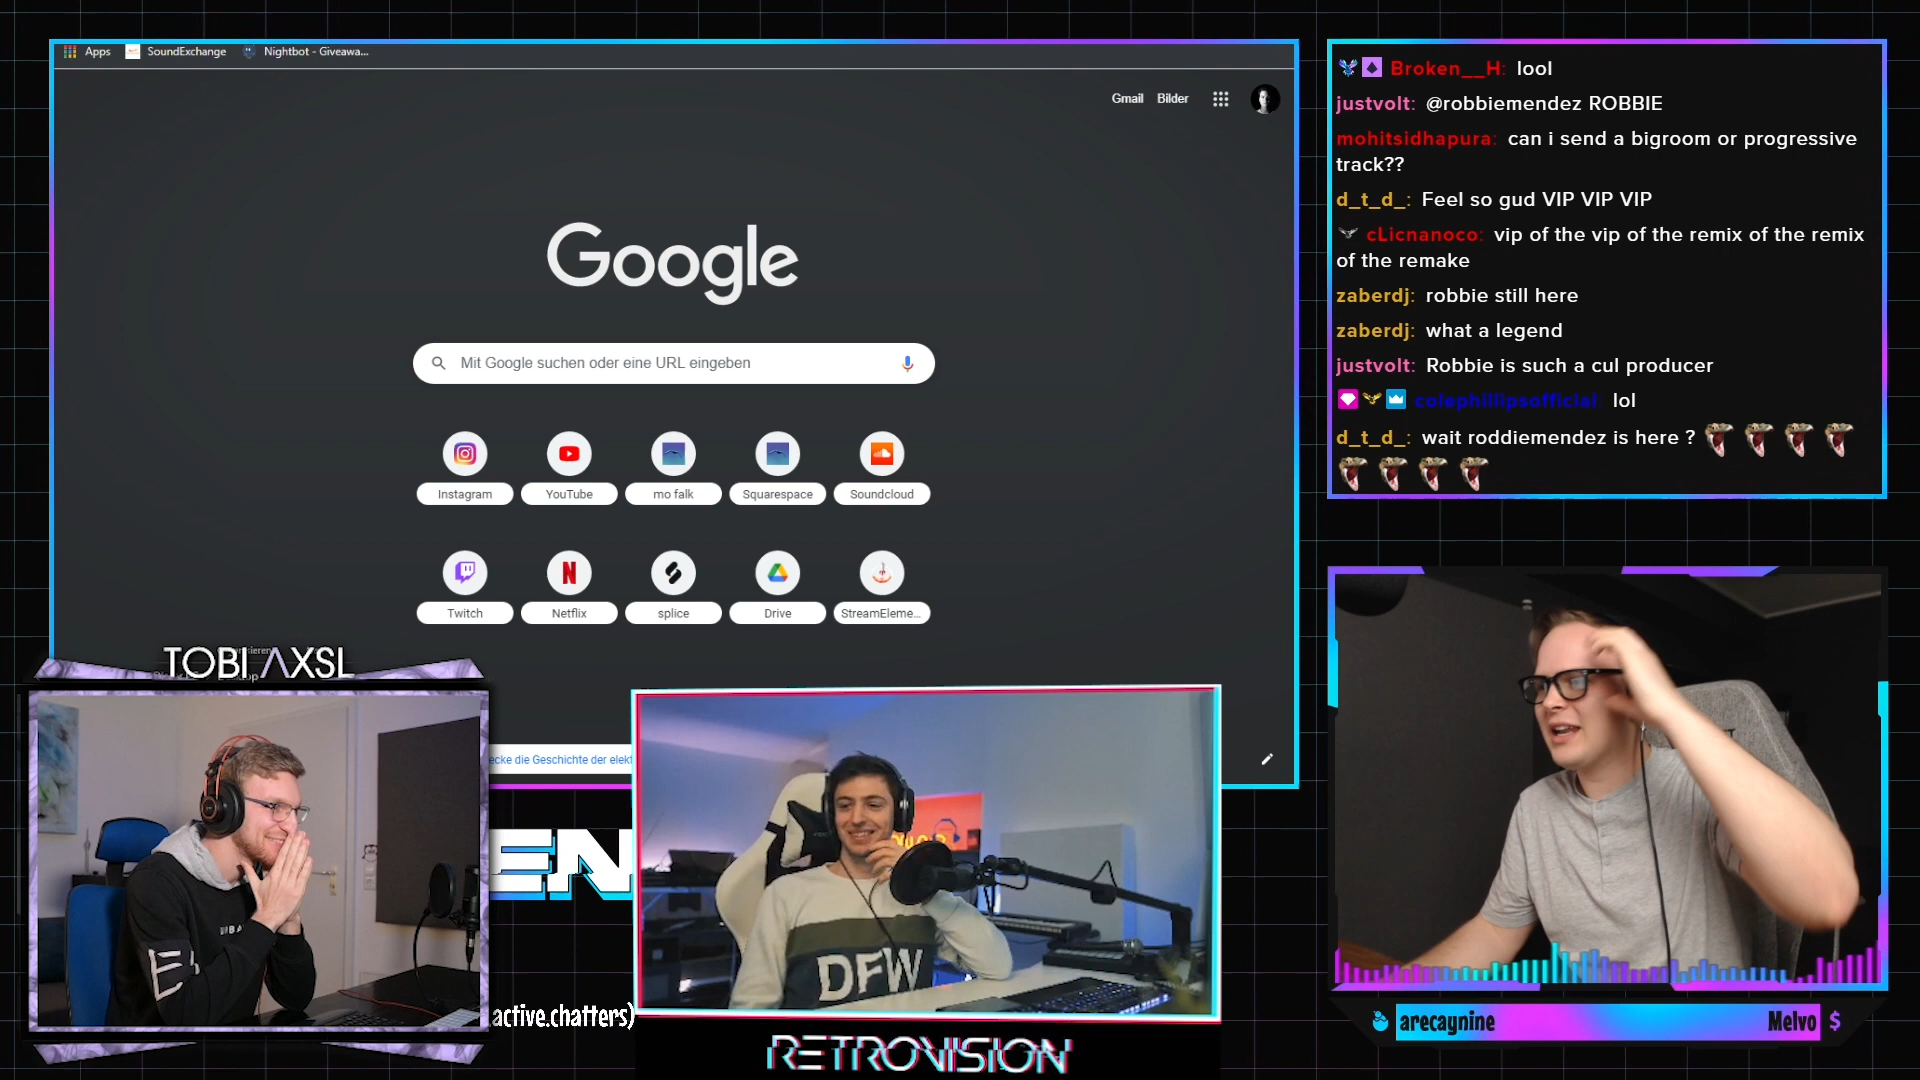 Apps SoundExchange Nightbot - Giveawa...
Gmail Bilder
Google
Mit Google suchen oder eine URL eingeben
Instagram YouTube mo falk Squarespace Soundcloud
Twitch Netflix splice Drive StreamEleme...
ecke die Geschichte der elekt
Broken__H: lool
justvolt: @robbiemendez ROBBIE
mohitsidhapura: can i send a bigroom or progressive
track??
d_t_d_: Feel so gud VIP VIP VIP
cLicnanoco: vip of the vip of the remix of the remix
of the remake
zaberdj: robbie still here
zaberdj: what a legend
justvolt: Robbie is such a cul producer
colephillipsofficial: lol
d_t_d_: wait roddiemendez is here ?
TOBIAXSL
EN
active.chatters)
DFW
RETROVISION
arecaynine Melvo $